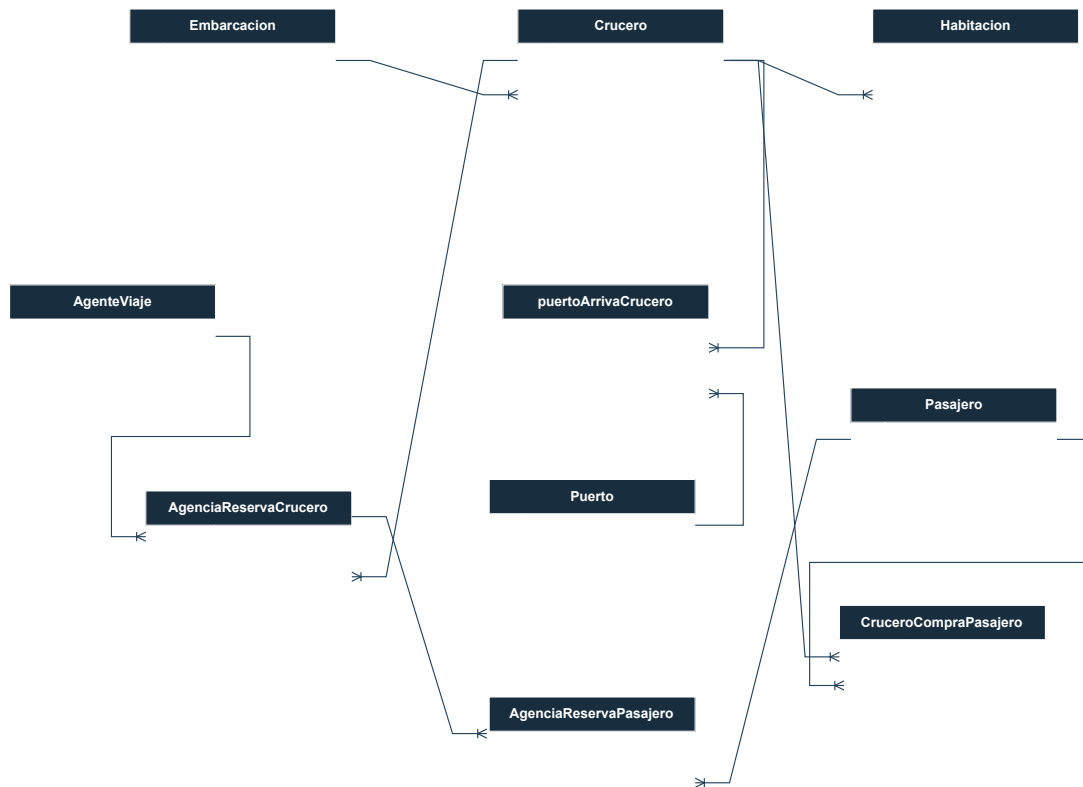 Embarcacion
Crucero
Habitacion
AgenteViaje
puertoArrivaCrucero
Pasajero
AgenciaReservaCrucero
Puerto
CruceroCompraPasajero
AgenciaReservaPasajero